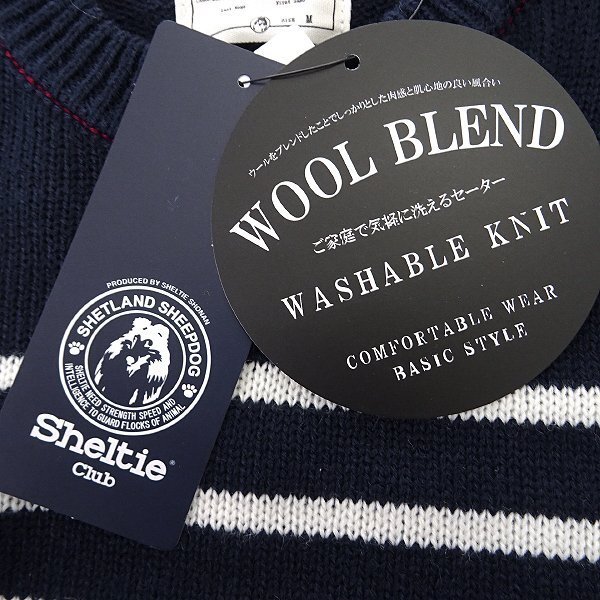 M
PRODUCED BY SHELTIE SHONAN
SHETLAND SHEEPDOG
SHELTIE NEED STRENGTH SPEED AND
INTELLIGENCE TO GUARD FLOCKS OF ANIMAL
Sheltie®
Club
ウールをブレンドしたことでしっかりとした肉感と肌心地の良い風合い
WOOL BLEND
ご家庭で気軽に洗えるセーター
WASHABLE KNIT
COMFORTABLE WEAR
BASIC STYLE